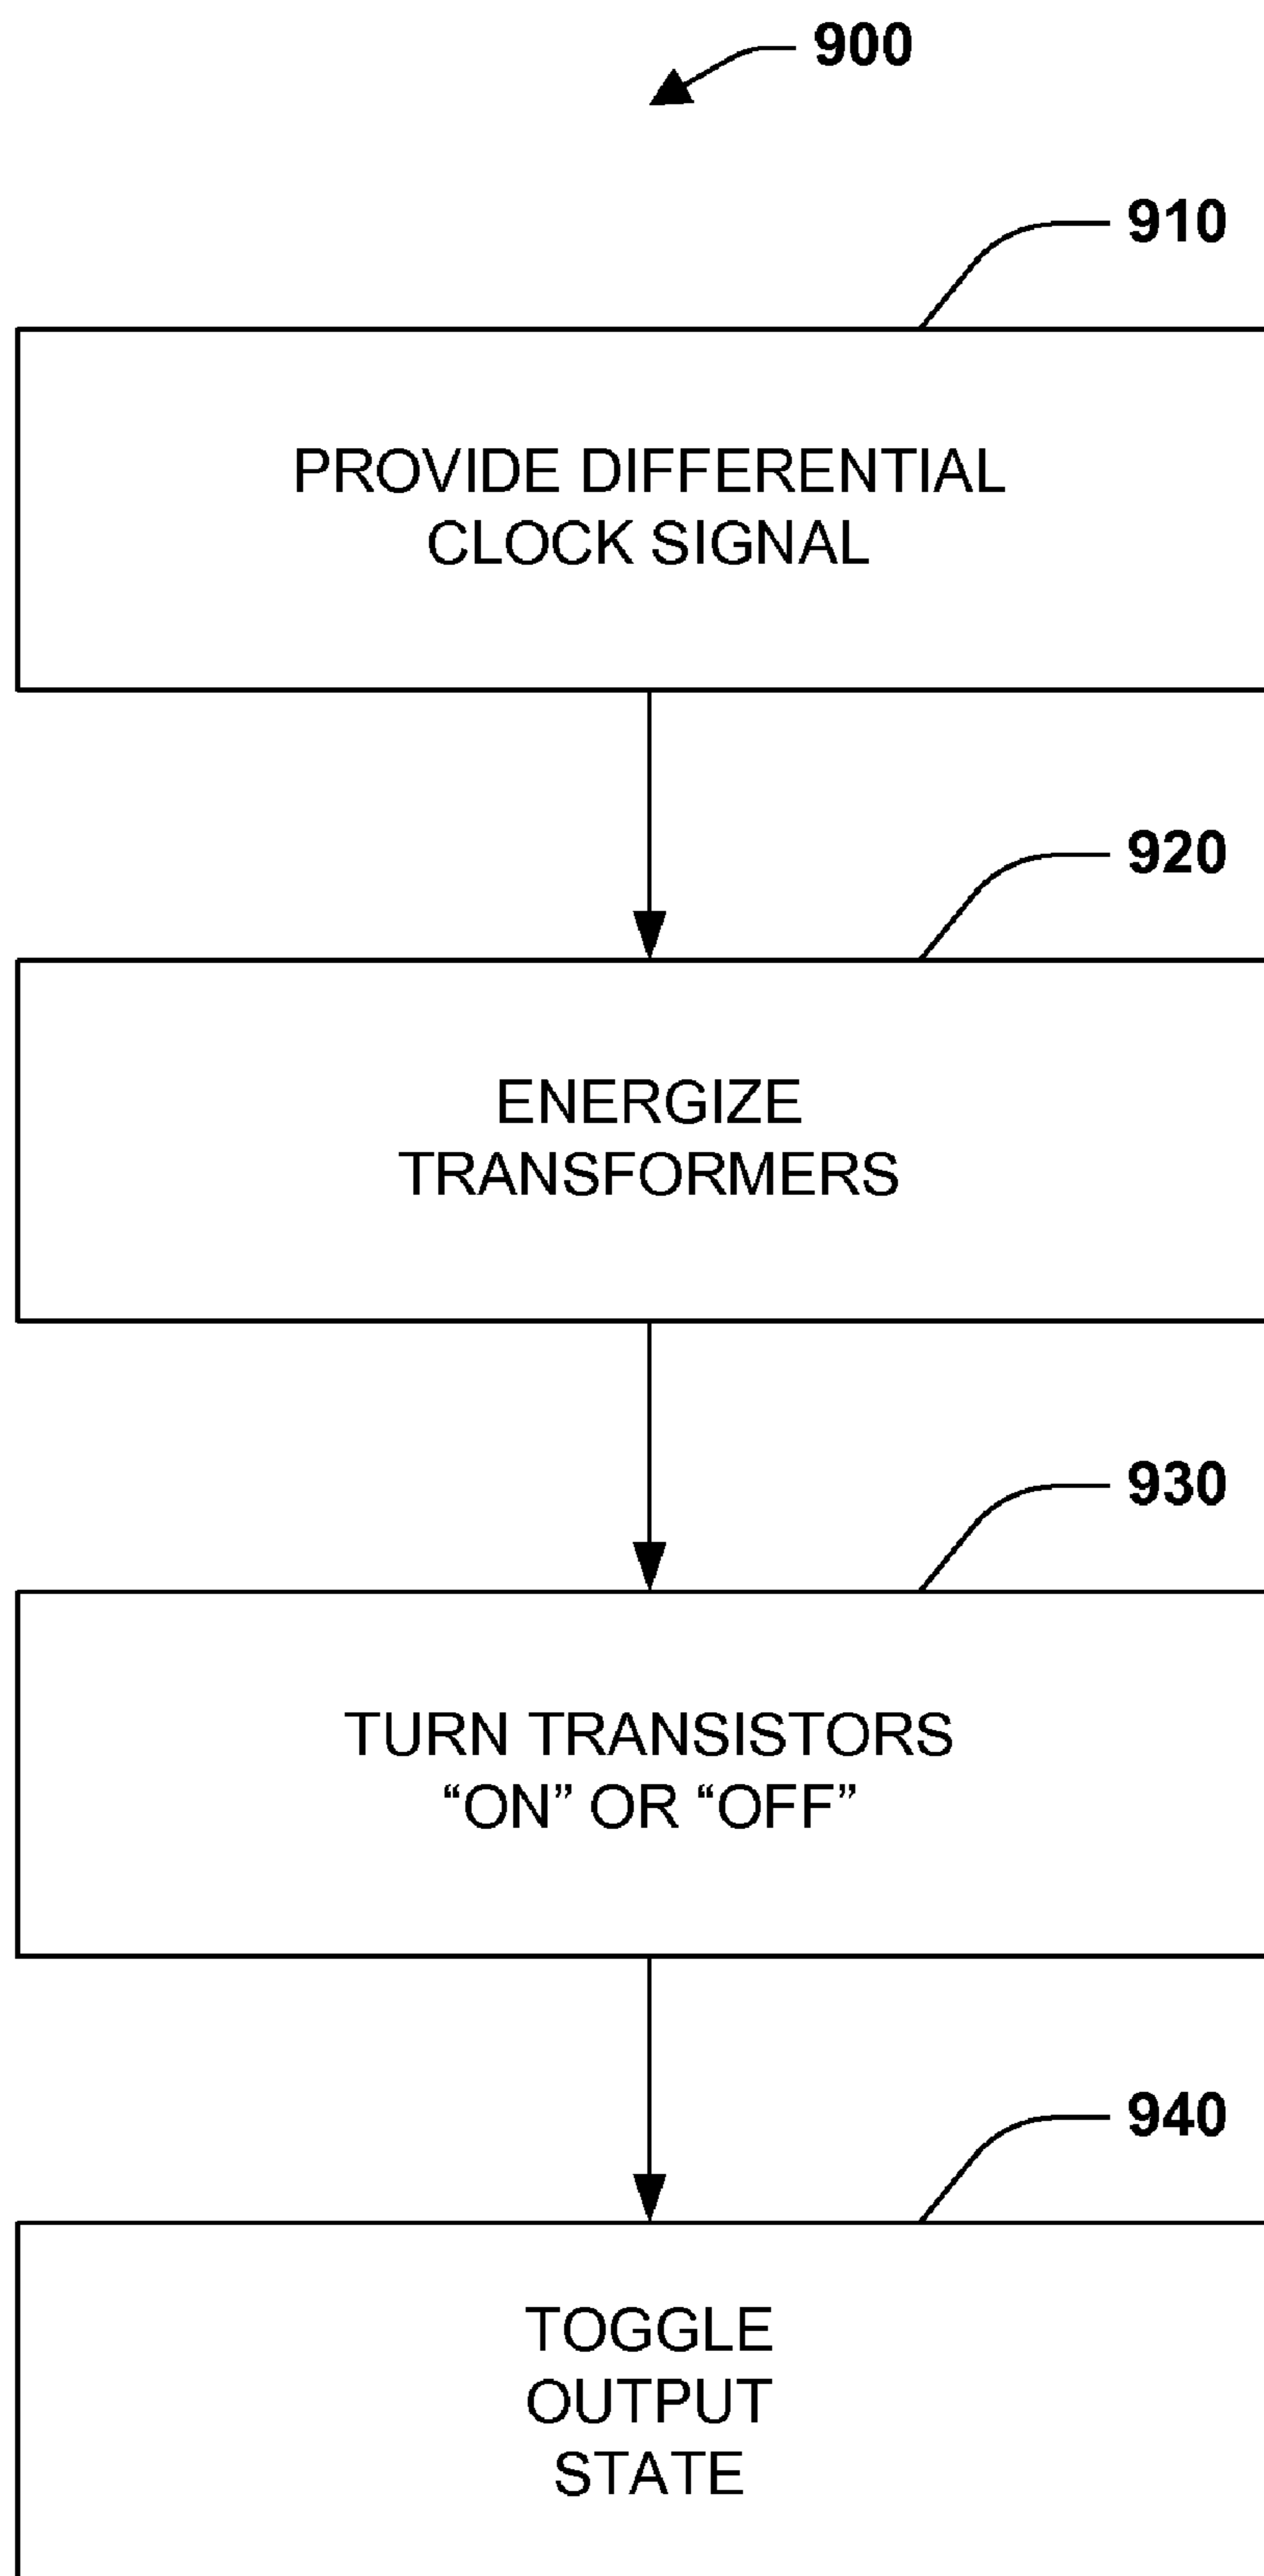 900
910
PROVIDE DIFFERENTIAL
CLOCK SIGNAL
920
ENERGIZE
TRANSFORMERS
930
TURN TRANSISTORS
“ON” OR “OFF”
940
TOGGLE
OUTPUT
STATE